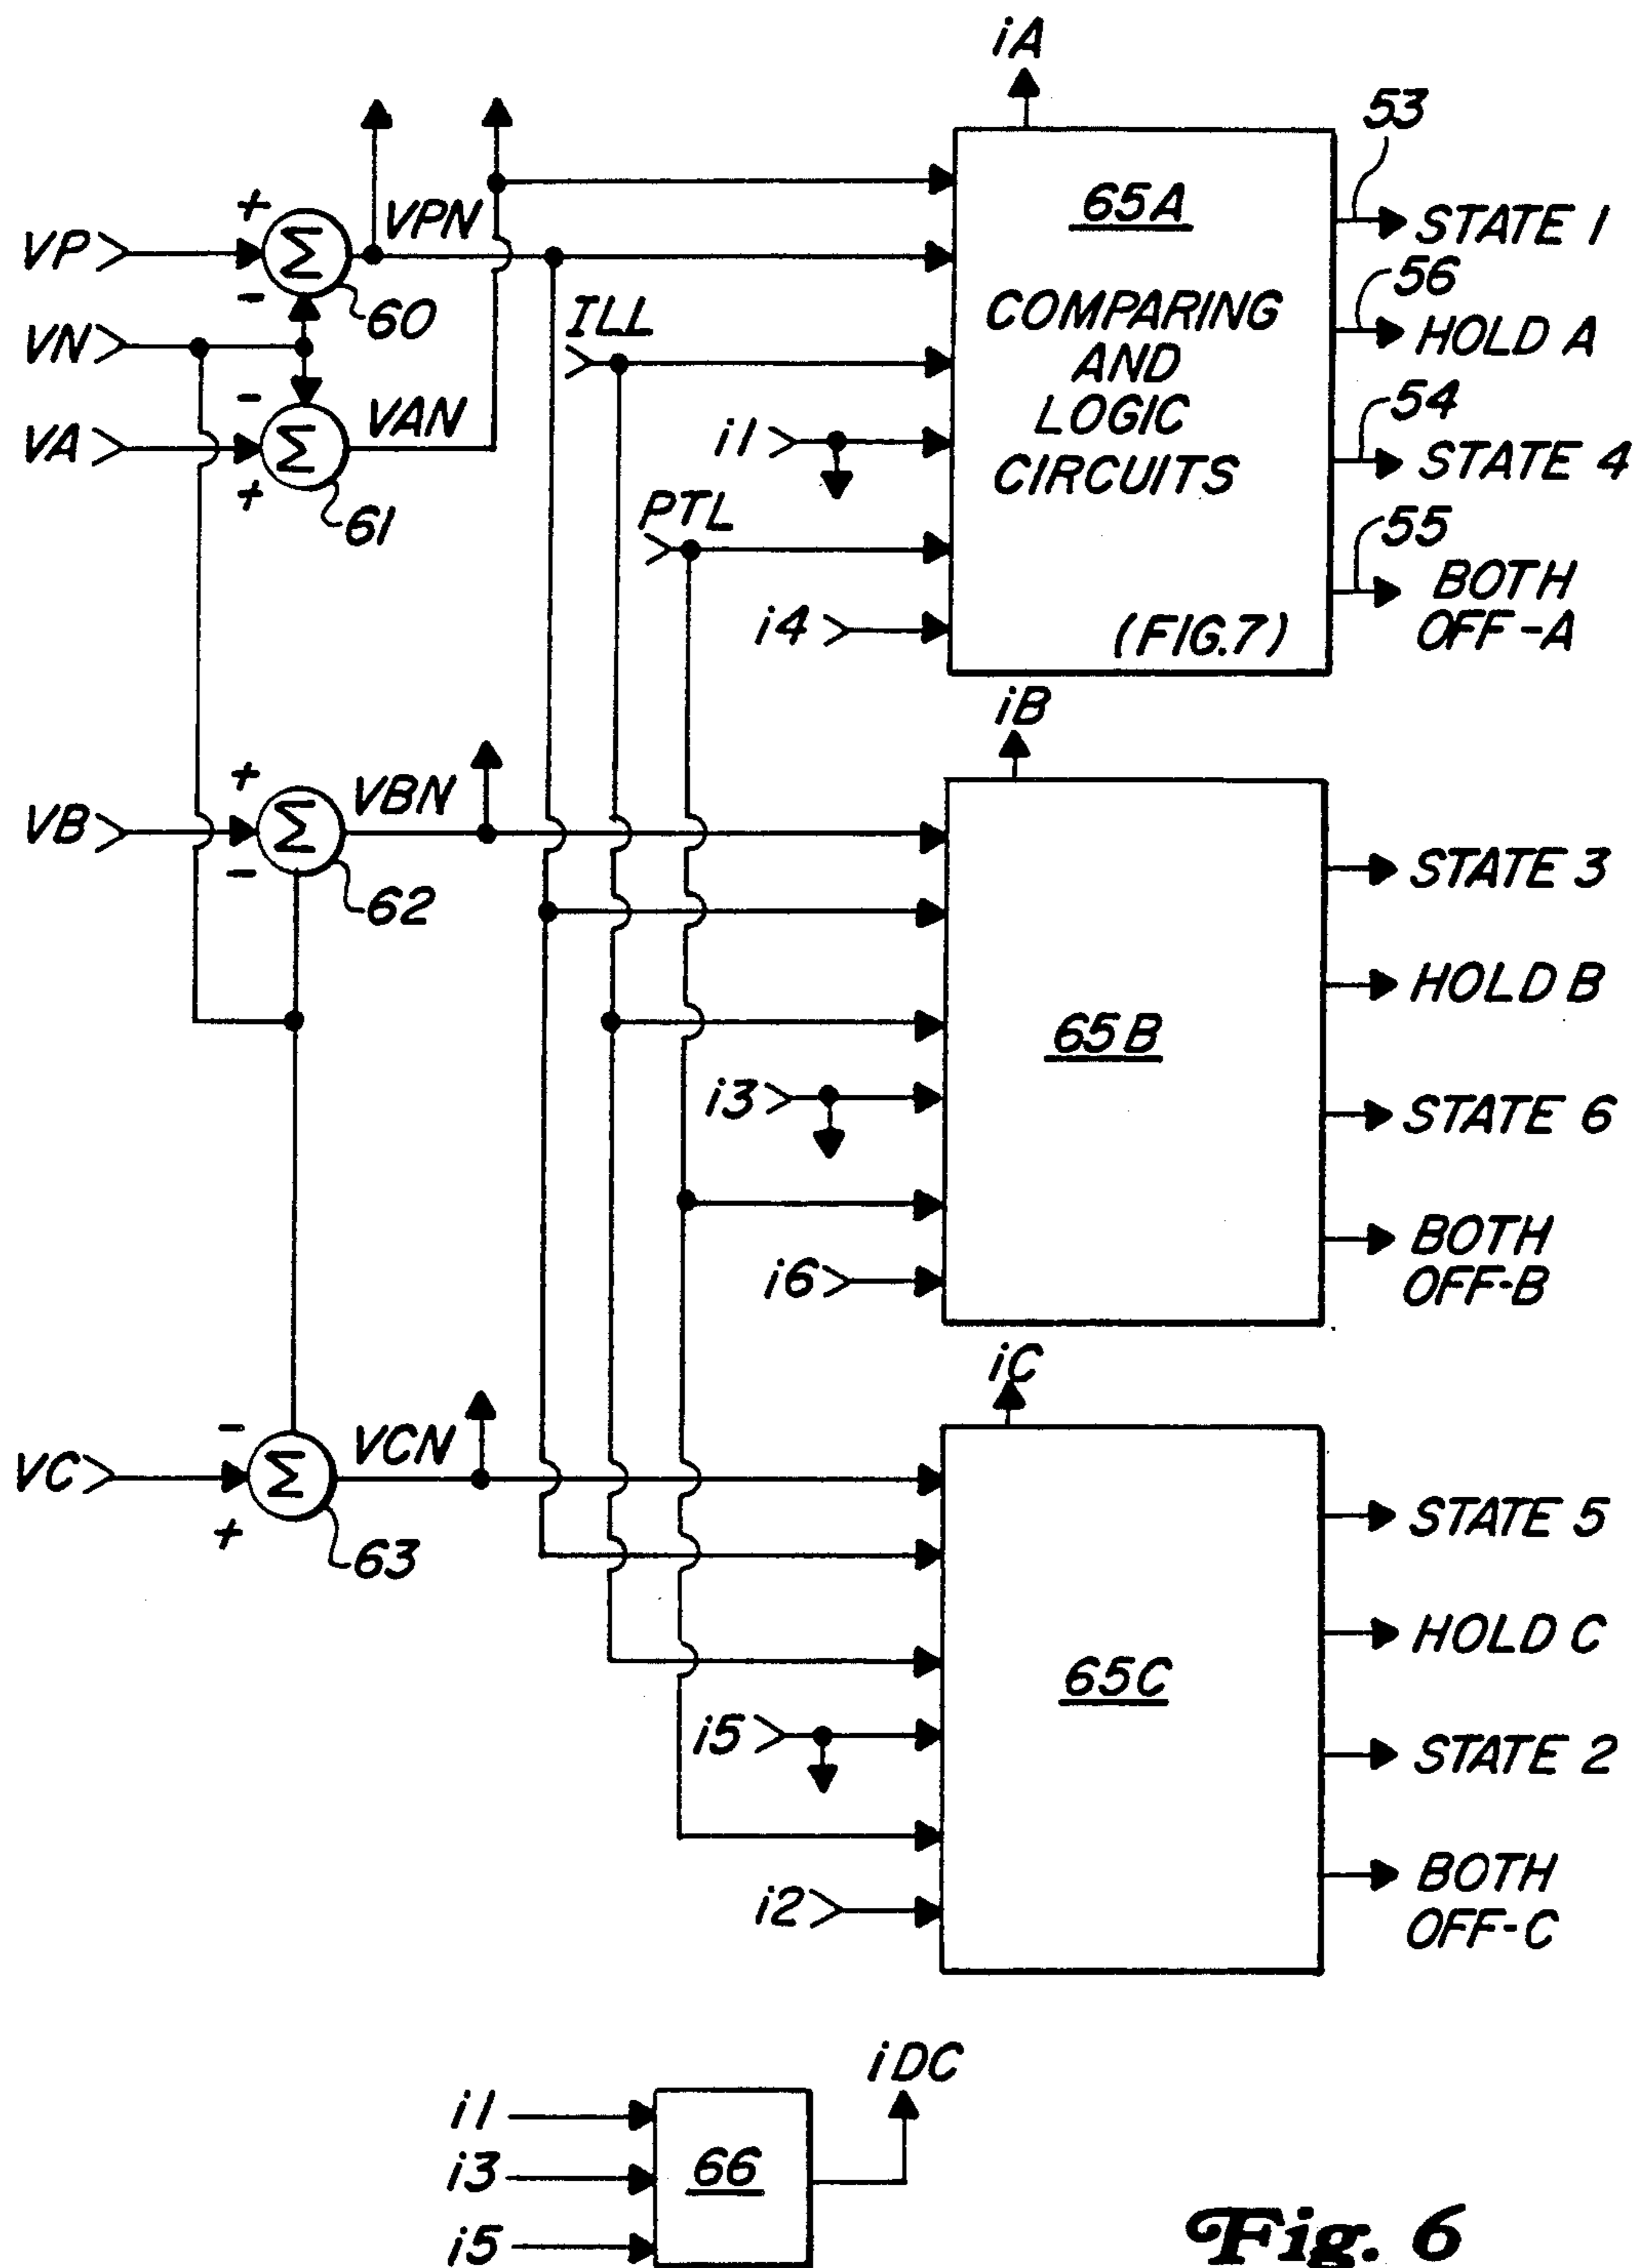 iA
53
+
VPN
65A
STATE 1
VP
Σ
-
60
ILL
COMPARING
AND
LOGIC
CIRCUITS
56
HOLD A
VN
-
VAN
54
VA
Σ
i1
STATE 4
+
61
PTL
55
BOTH
OFF-A
i4
(FIG.7)
iB
+
VBN
VB
Σ
STATE 3
-
62
HOLD B
65B
i3
STATE 6
i6
BOTH
OFF-B
iC
-
VCN
VC
Σ
STATE 5
+
63
HOLD C
65C
i5
STATE 2
i2
BOTH
OFF-C
iDC
i1
i3
66
i5
Fig. 6